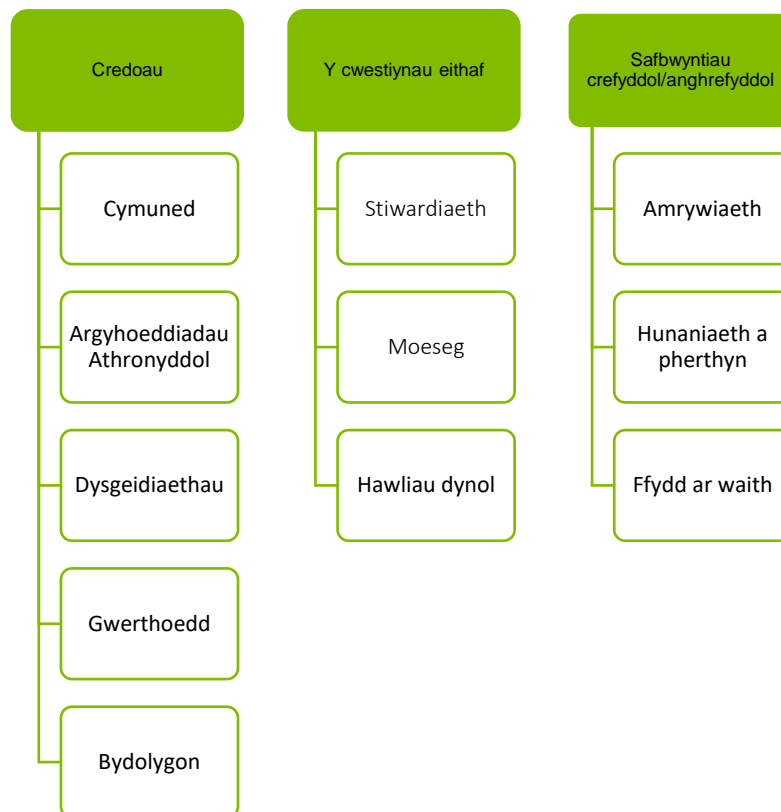 Credoau
Cymuned
Argyhoeddiadau
Athronyddol
Dysgeidiaethau
Gwerthoedd
Bydolygon
Y cwestiynau eithaf
Stiwardiaeth
Moeseg
Hawliau dynol
Safbwyntiau
crefyddol/anghrefyddol
Amrywiaeth
Hunaniaeth a
pherthyn
Ffydd ar waith